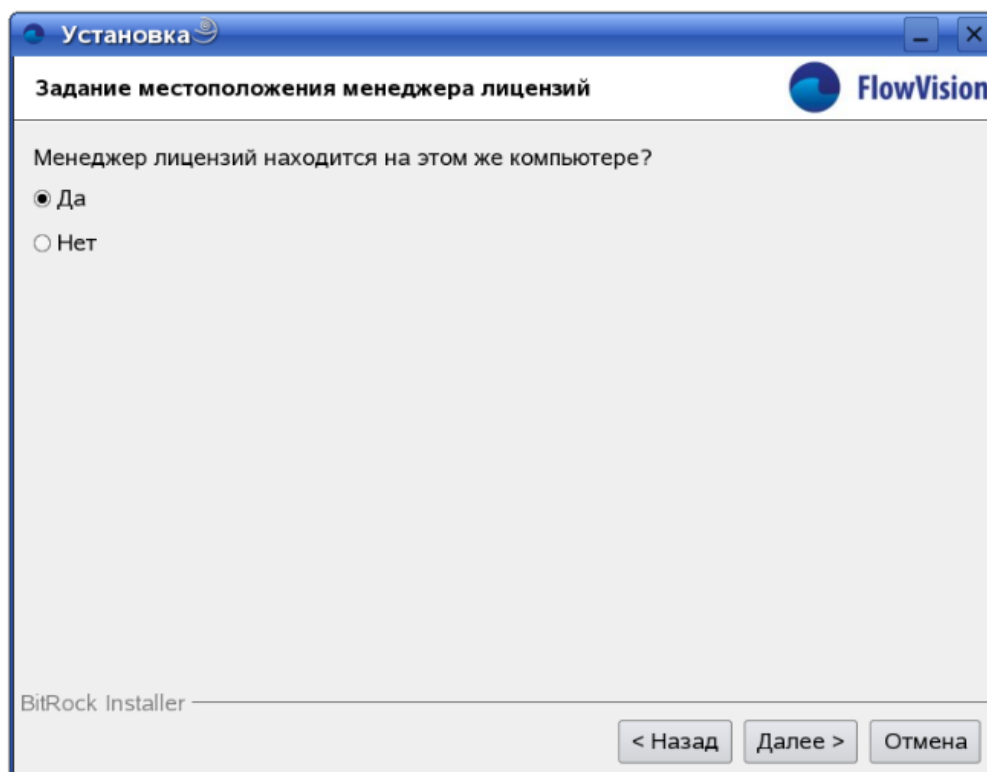 Установка
Задание местоположения менеджера лицензий
FlowVision
Менеджер лицензий находится на этом же компьютере?
Да
Нет
BitRock Installer
< Назад
Далее >
Отмена